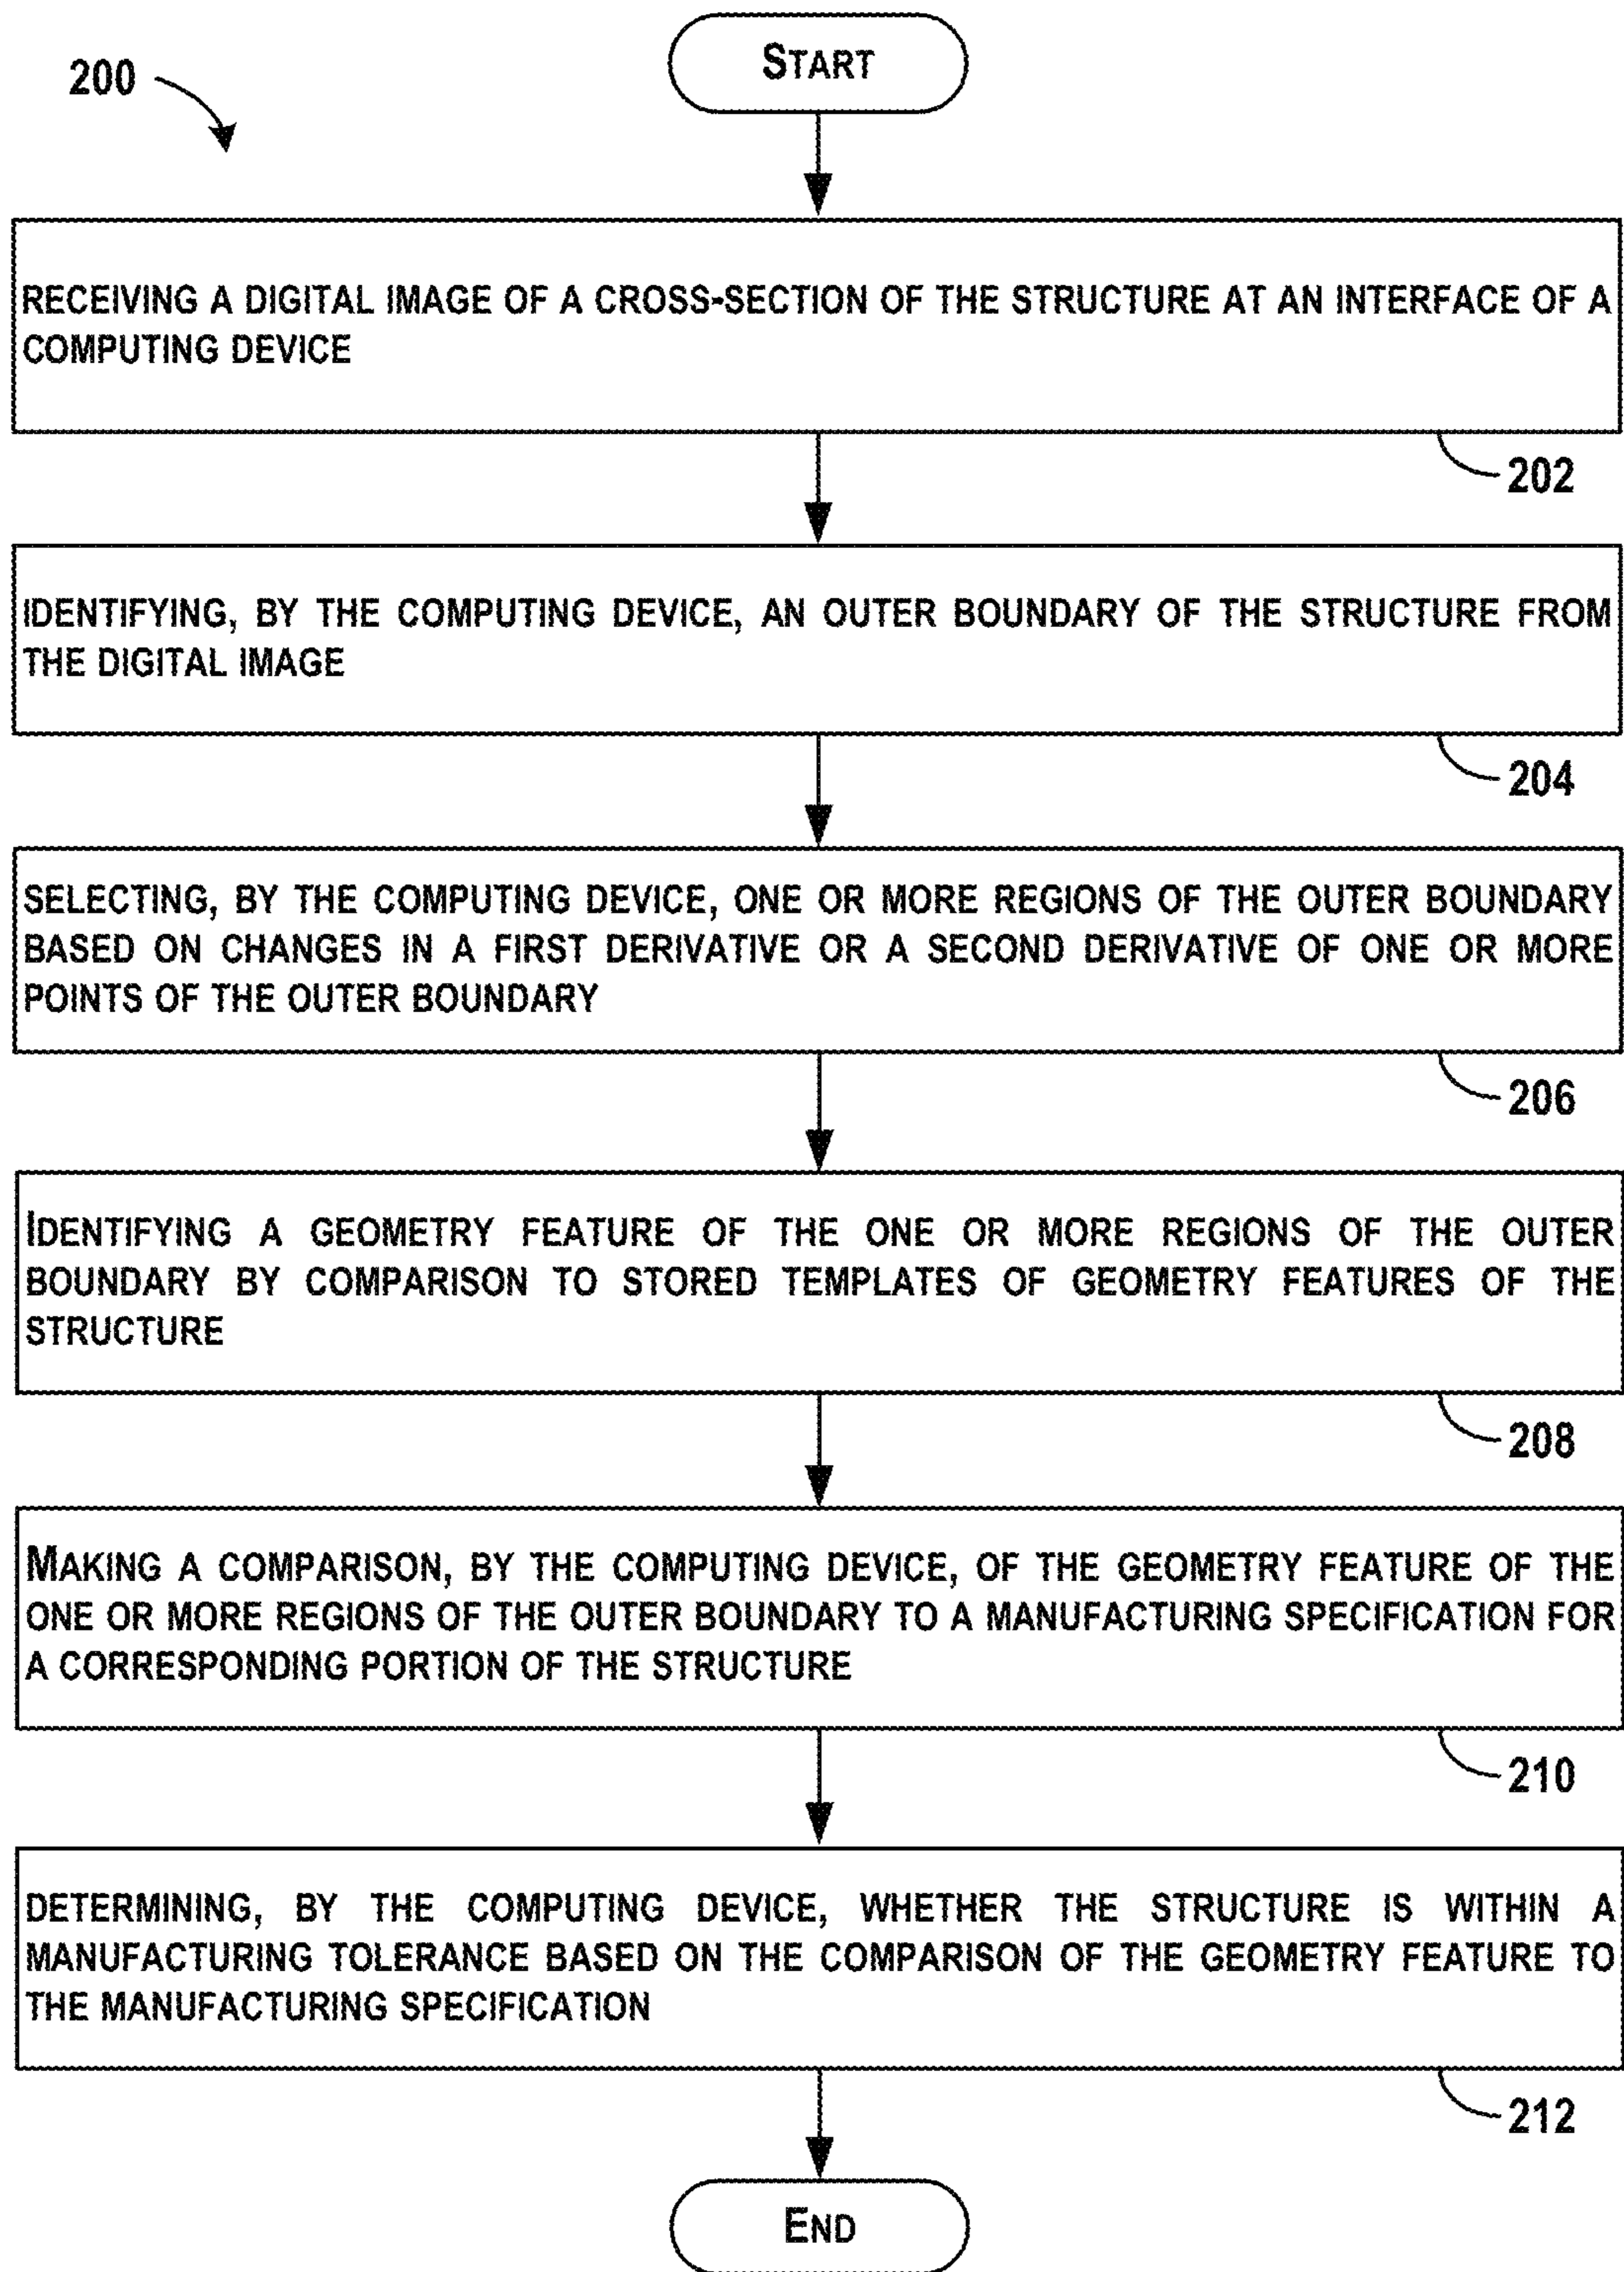 START
200
RECEIVING A DIGITAL IMAGE OF A CROSS-SECTION OF THE STRUCTURE AT AN INTERFACE OF A
COMPUTING DEVICE
202
IDENTIFYING, BY THE COMPUTING DEVICE, AN OUTER BOUNDARY OF THE STRUCTURE FROM
THE DIGITAL IMAGE
204
SELECTING, BY THE COMPUTING DEVICE, ONE OR MORE REGIONS OF THE OUTER BOUNDARY
BASED ON CHANGES IN A FIRST DERIVATIVE OR A SECOND DERIVATIVE OF ONE OR MORE
POINTS OF THE OUTER BOUNDARY
206
IDENTIFYING A GEOMETRY FEATURE OF THE ONE OR MORE REGIONS OF THE OUTER
BOUNDARY BY COMPARISON TO STORED TEMPLATES OF GEOMETRY FEATURES OF THE
STRUCTURE
208
MAKING A COMPARISON, BY THE COMPUTING DEVICE, OF THE GEOMETRY FEATURE OF THE
ONE OR MORE REGIONS OF THE OUTER BOUNDARY TO A MANUFACTURING SPECIFICATION FOR
A CORRESPONDING PORTION OF THE STRUCTURE
210
DETERMINING, BY THE COMPUTING DEVICE, WHETHER THE STRUCTURE IS WITHIN A
MANUFACTURING TOLERANCE BASED ON THE COMPARISON OF THE GEOMETRY FEATURE TO
THE MANUFACTURING SPECIFICATION
212
END